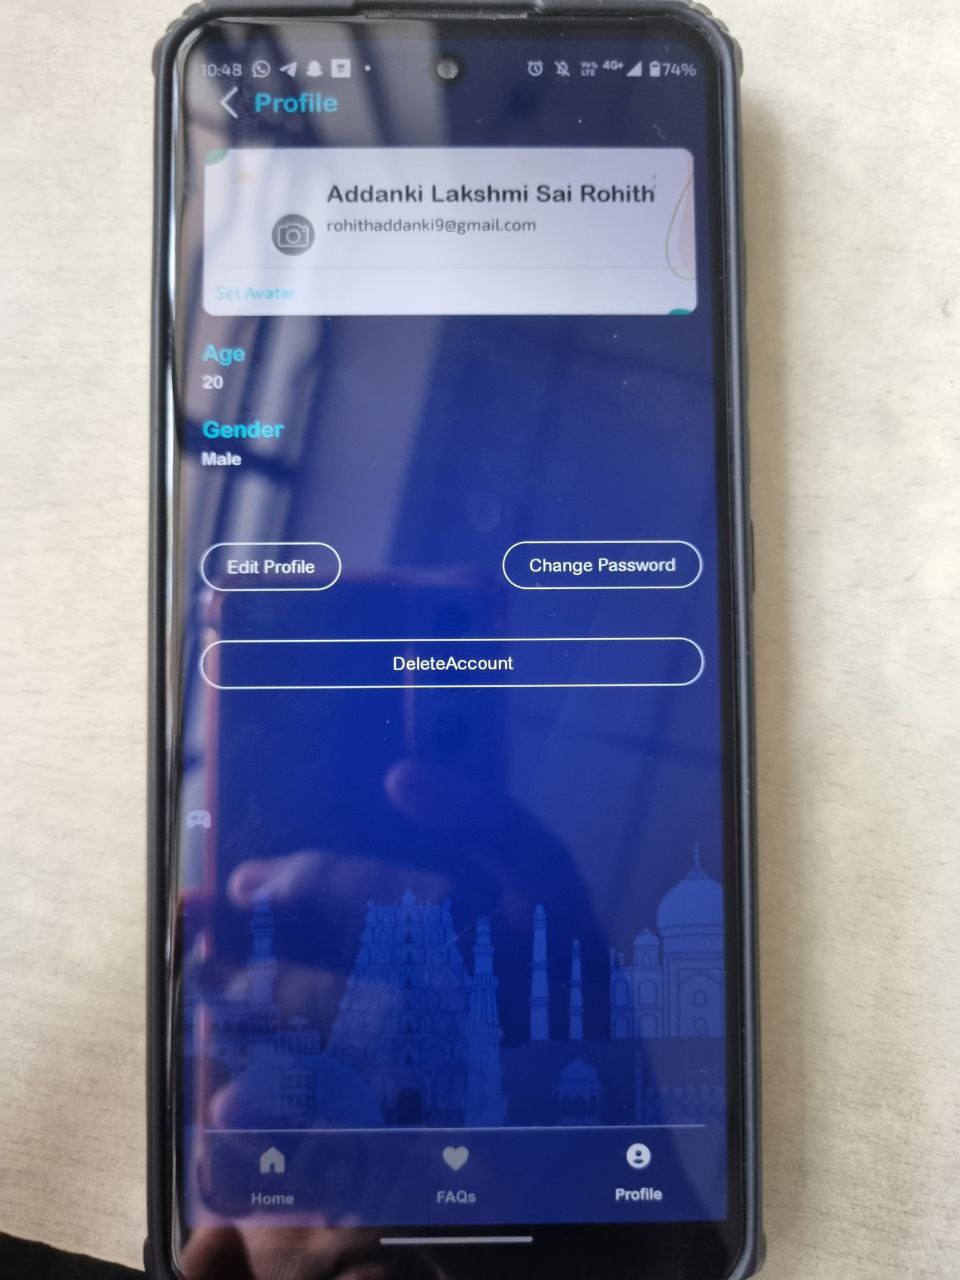 10:48 VoLTE 4G+ 74%
Profile
Addanki Lakshmi Sai Rohith
rohithaddanki9@gmail.com
Set Avatar
Age
20
Gender
Male
Edit Profile
Change Password
DeleteAccount
Home
FAQs
Profile